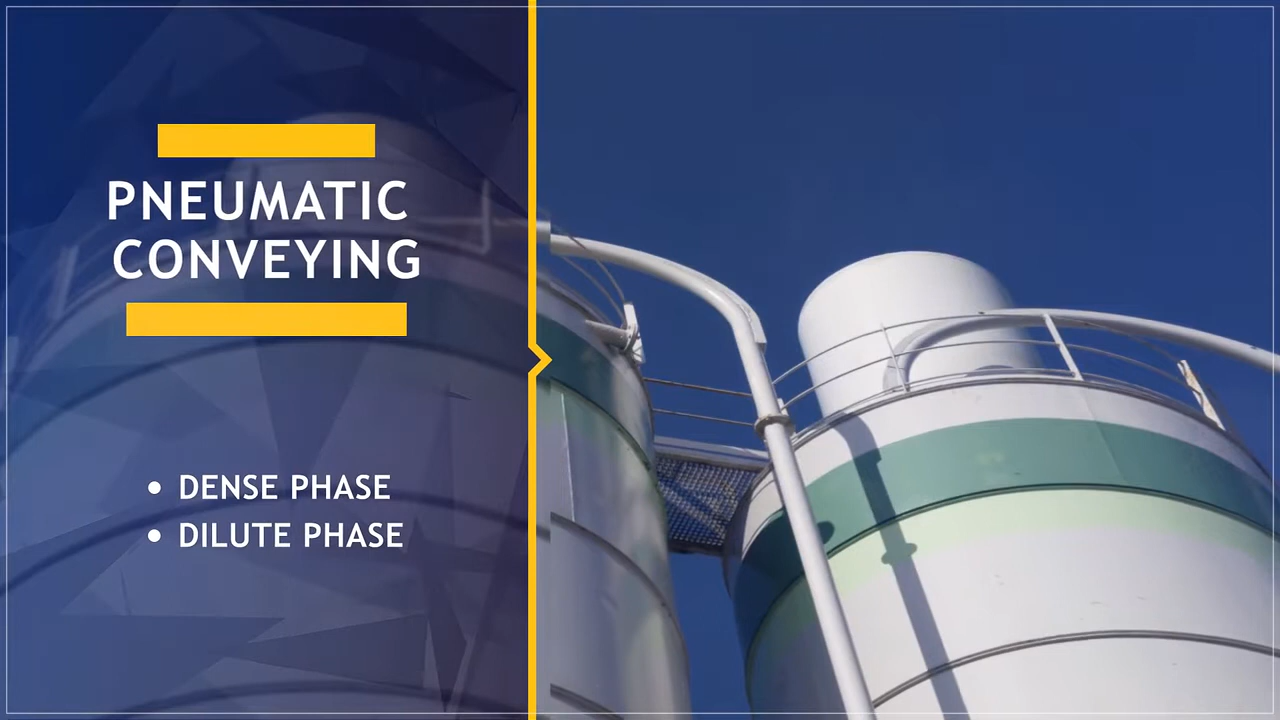 PNEUMATIC
CONVEYING
• DENSE PHASE
• DILUTE PHASE